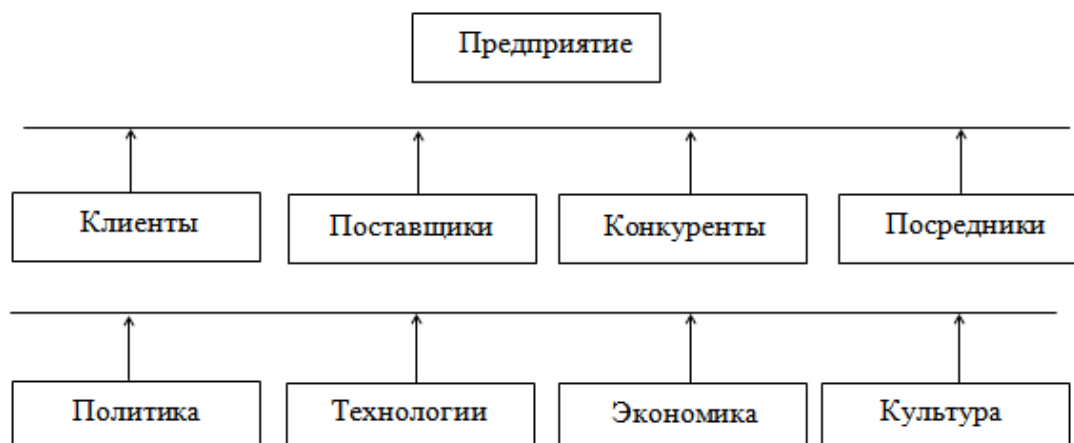 Предприятие
Клиенты
Поставщики
Конкуренты
Посредники
Политика
Технологии
Экономика
Культура